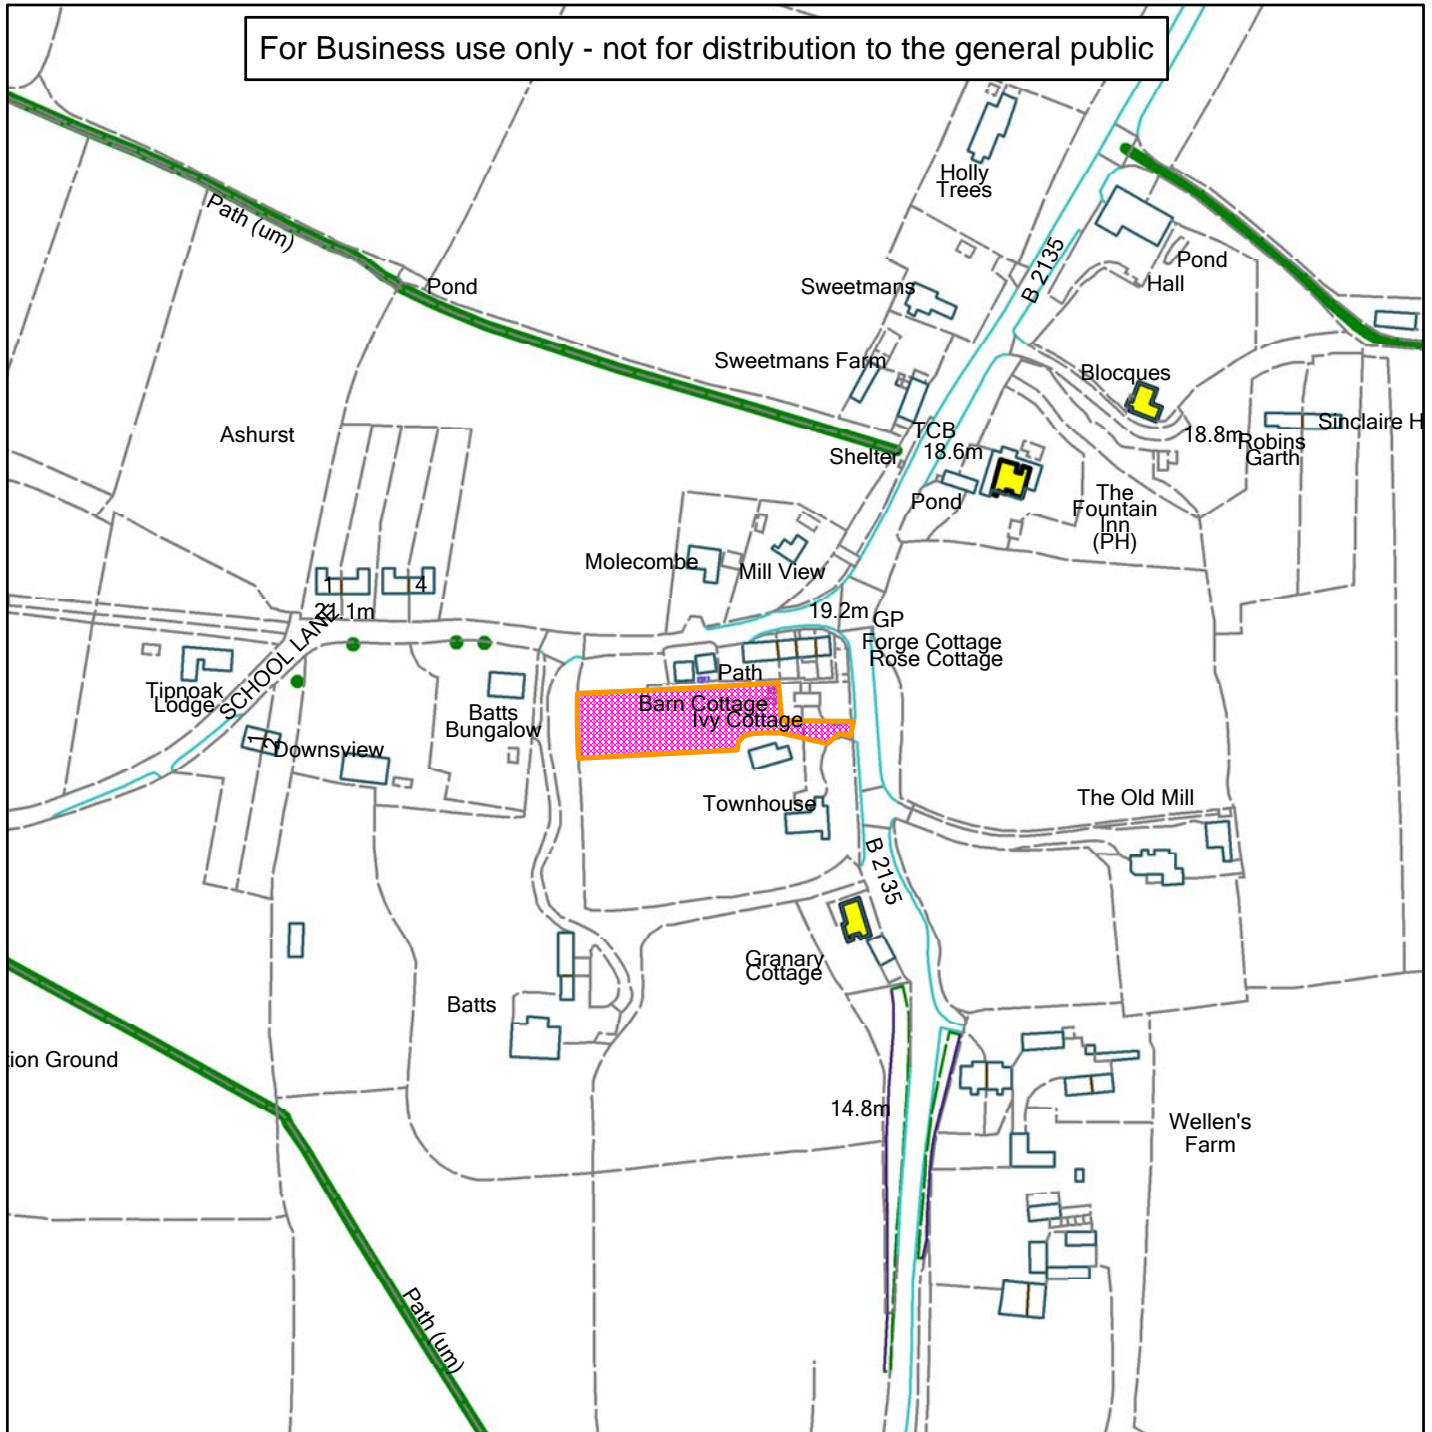 For Business use only - not for distribution to the general public
Holly
Trees
Path (um)
B 2135
Pond
Hall
Pond
Sweetmans
Sweetmans Farm
Blocques
Ashurst
TCB
18.6m
Shelter
18.8m
Robins
Garth
Sinclaire H
Pond
The
Fountain
Inn
(PH)
Molecombe
Mill View
1
4
19.2m
GP
Forge Cottage
Rose Cottage
SCHOOL LANE
Path
Tipnoak
Lodge
Barn Cottage
Ivy Cottage
Batts
Bungalow
1
2
Downsview
Townhouse
The Old Mill
B 2135
Granary
Cottage
Batts
tion Ground
14.8m
Wellen's
Farm
Path (um)